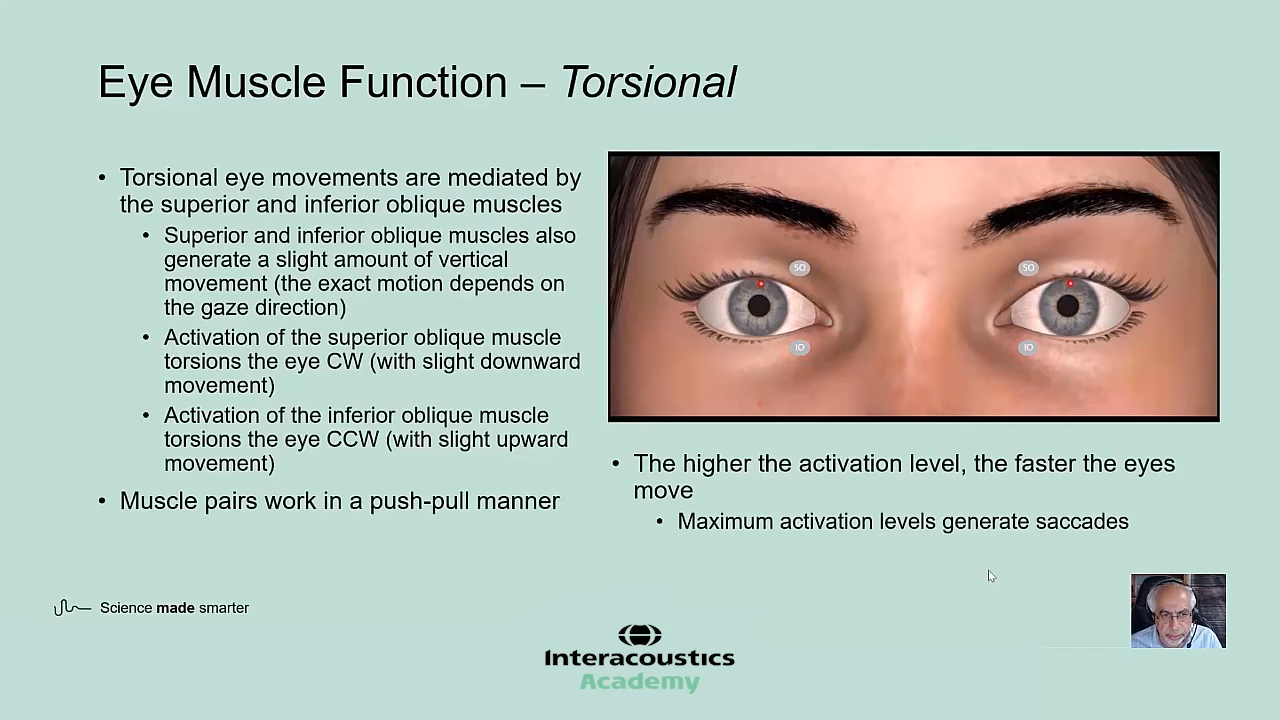 Eye Muscle Function – Torsional
• Torsional eye movements are mediated by
the superior and inferior oblique muscles
• Superior and inferior oblique muscles also
generate a slight amount of vertical
movement (the exact motion depends on
the gaze direction)
• Activation of the superior oblique muscle
torsions the eye CW (with slight downward
movement)
• Activation of the inferior oblique muscle
torsions the eye CCW (with slight upward
movement)
• Muscle pairs work in a push-pull manner
SO SO
IO IO
• The higher the activation level, the faster the eyes
move
• Maximum activation levels generate saccades
Science made smarter
Interacoustics
Academy